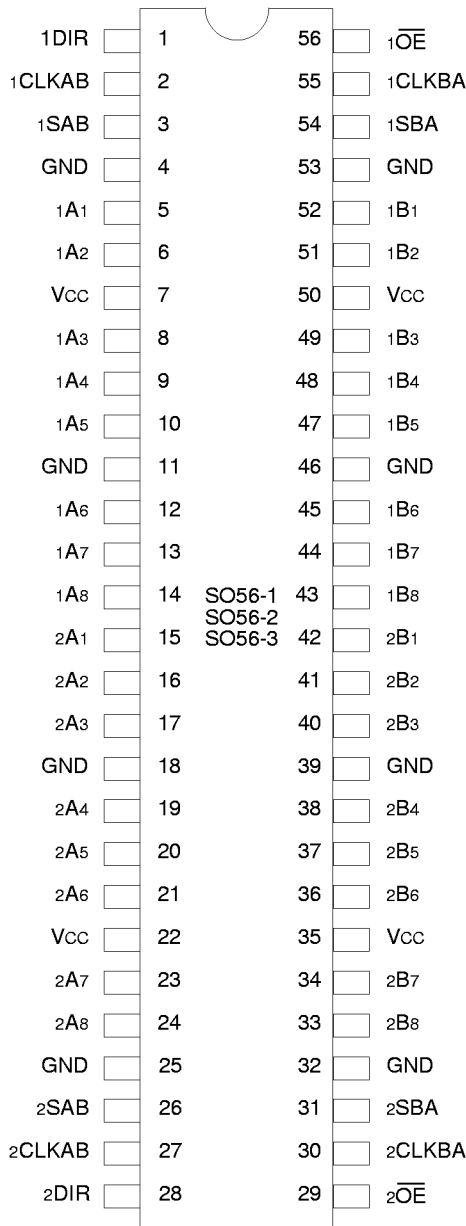 1DIR 1 56 1OE
1CLKAB 2 55 1CLKBA
1SAB 3 54 1SBA
GND 4 53 GND
1A1 5 52 1B1
1A2 6 51 1B2
VCC 7 50 VCC
1A3 8 49 1B3
1A4 9 48 1B4
1A5 10 47 1B5
GND 11 46 GND
1A6 12 45 1B6
1A7 13 44 1B7
1A8 14 SO56-1 43 1B8
SO56-2
2A1 15 SO56-3 42 2B1
2A2 16 41 2B2
2A3 17 40 2B3
GND 18 39 GND
2A4 19 38 2B4
2A5 20 37 2B5
2A6 21 36 2B6
VCC 22 35 VCC
2A7 23 34 2B7
2A8 24 33 2B8
GND 25 32 GND
2SAB 26 31 2SBA
2CLKAB 27 30 2CLKBA
2DIR 28 29 2OE